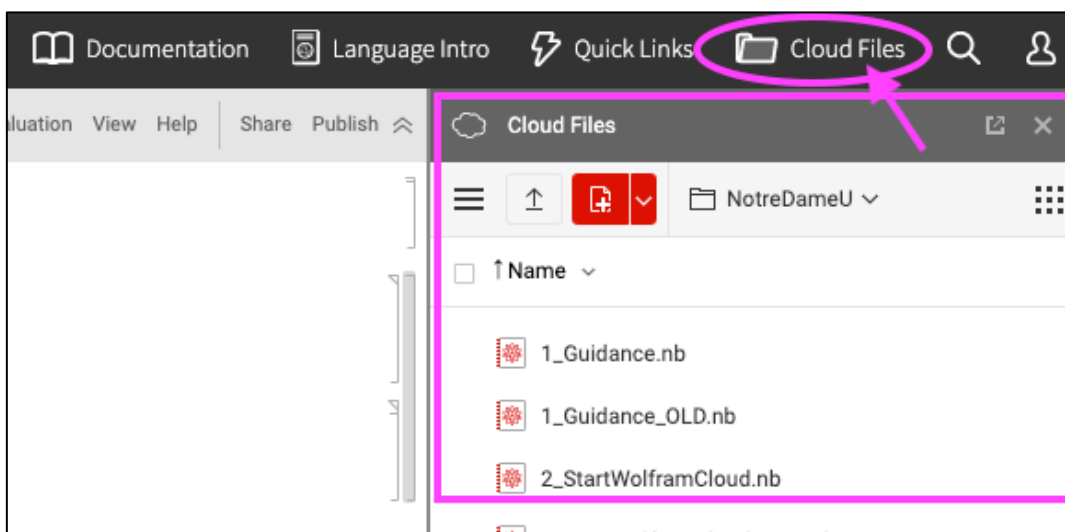 Documentation Language Intro Quick Links Cloud Files
aluation View Help Share Publish
Cloud Files
NotreDameU
Name
1_Guidance.nb
1_Guidance_OLD.nb
2_StartWolframCloud.nb